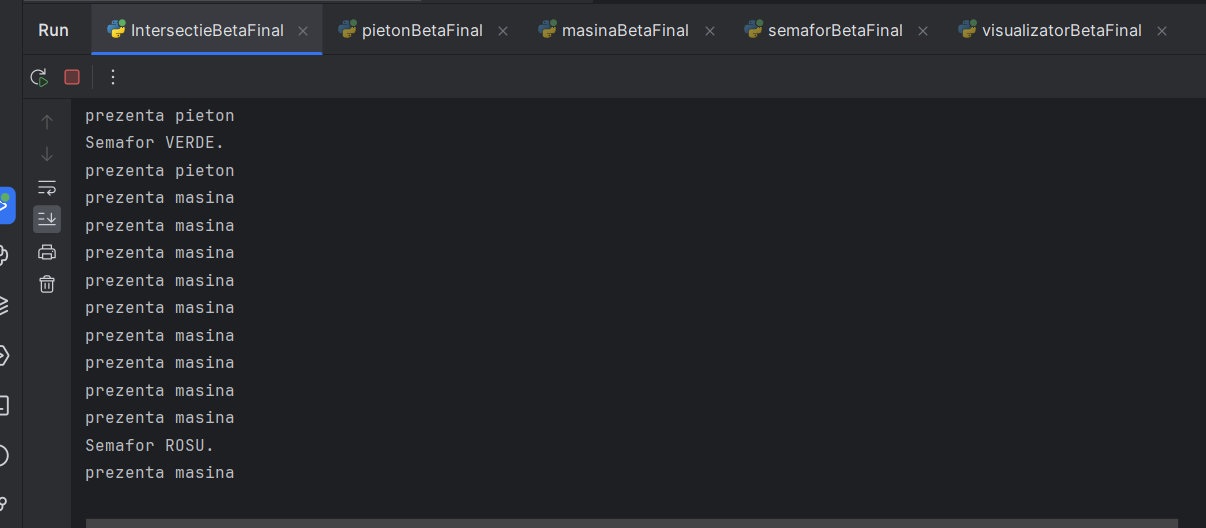 Run IntersectieBetaFinal pietonBetaFinal masinaBetaFinal semaforBetaFinal visualizatorBetaFinal
prezenta pieton
Semafor VERDE.
prezenta pieton
prezenta masina
prezenta masina
prezenta masina
prezenta masina
prezenta masina
prezenta masina
prezenta masina
prezenta masina
prezenta masina
Semafor ROSU.
prezenta masina